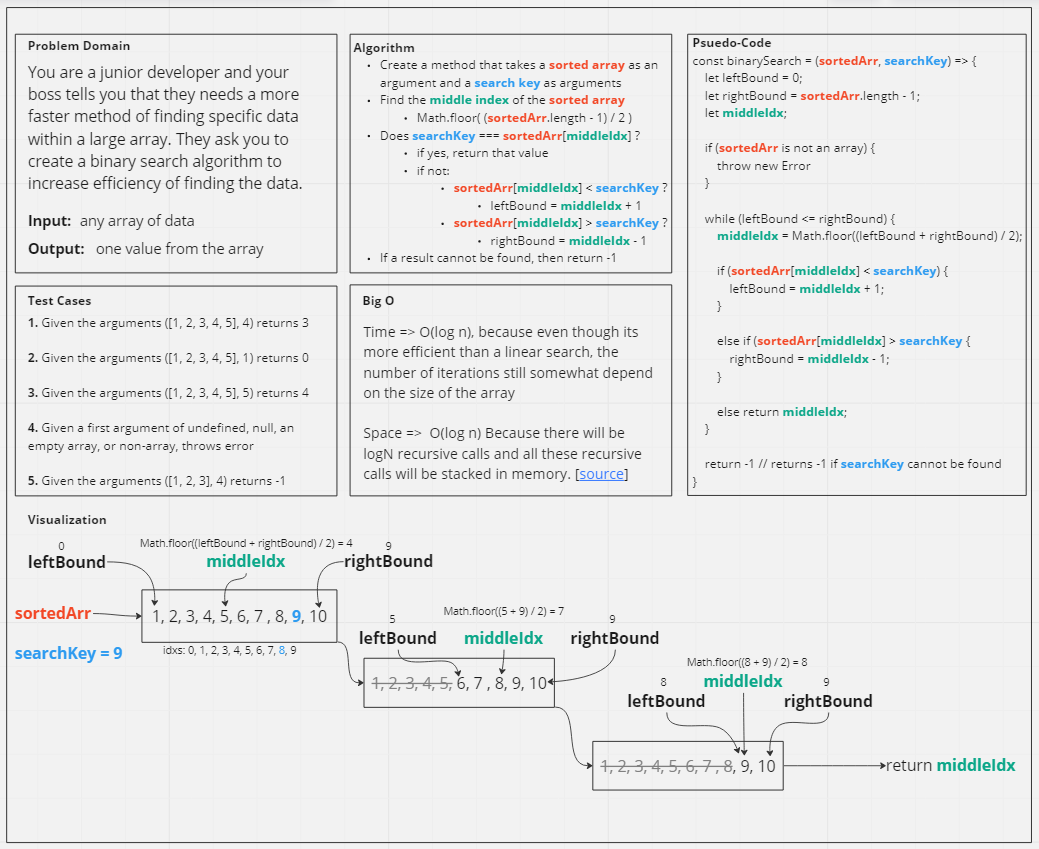 Problem Domain
You are a junior developer and your
boss tells you that they needs a more
faster method of finding specific data
within a large array. They ask you to
create a binary search algorithm to
increase efficiency of finding the data.
Input: any array of data
Output: one value from the array
Algorithm
• Create a method that takes a sorted array as an
argument and a search key as arguments
• Find the middle index of the sorted array
• Math.floor( (sortedArr.length - 1) / 2 )
• Does searchKey === sortedArr[middleIdx] ?
• if yes, return that value
• if not:
• sortedArr[middleIdx] < searchKey ?
• leftBound = middleIdx + 1
• sortedArr[middleIdx] > searchKey ?
• rightBound = middleIdx - 1
• If a result cannot be found, then return -1
Psuedo-Code
const binarySearch = (sortedArr, searchKey) => {
let leftBound = 0;
let rightBound = sortedArr.length - 1;
let middleIdx;
if (sortedArr is not an array) {
throw new Error
}
while (leftBound <= rightBound) {
middleIdx = Math.floor((leftBound + rightBound) / 2);
if (sortedArr[middleIdx] < searchKey) {
leftBound = middleIdx + 1;
}
else if (sortedArr[middleIdx] > searchKey {
rightBound = middleIdx - 1;
}
else return middleIdx;
}
return -1 // returns -1 if searchKey cannot be found
}
Test Cases
1. Given the arguments ([1, 2, 3, 4, 5], 4) returns 3
2. Given the arguments ([1, 2, 3, 4, 5], 1) returns 0
3. Given the arguments ([1, 2, 3, 4, 5], 5) returns 4
4. Given a first argument of undefined, null, an
empty array, or non-array, throws error
5. Given the arguments ([1, 2, 3], 4) returns -1
Big O
Time => O(log n), because even though its
more efficient than a linear search, the
number of iterations still somewhat depend
on the size of the array
Space => O(log n) Because there will be
logN recursive calls and all these recursive
calls will be stacked in memory. [source]
Visualization
0
leftBound
Math.floor((leftBound + rightBound) / 2) = 4
middleIdx
9
rightBound
sortedArr
1, 2, 3, 4, 5, 6, 7 , 8, 9, 10
searchKey = 9
idxs: 0, 1, 2, 3, 4, 5, 6, 7, 8, 9
5
leftBound
Math.floor((5 + 9) / 2) = 7
middleIdx
9
rightBound
1, 2, 3, 4, 5, 6, 7 , 8, 9, 10
8
leftBound
Math.floor((8 + 9) / 2) = 8
middleIdx
9
rightBound
1, 2, 3, 4, 5, 6, 7 , 8, 9, 10
return middleIdx